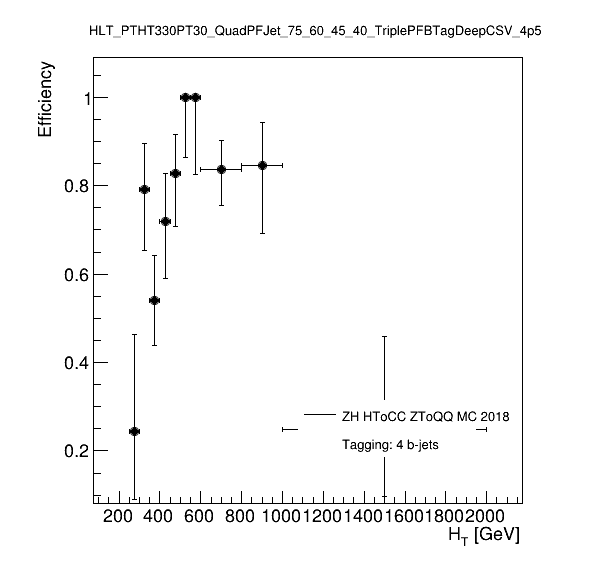 HLT_PTHT330PT30_QuadPFJet_75_60_45_40_TriplePFBTagDeepCSV_4p5
Efficiency
1
0.8
0.6
0.4
0.2
ZH HToCC ZToQQ MC 2018
Tagging: 4 b-jets
200 400 600 800 1000 1200 1400 1600 1800 2000
H_T [GeV]